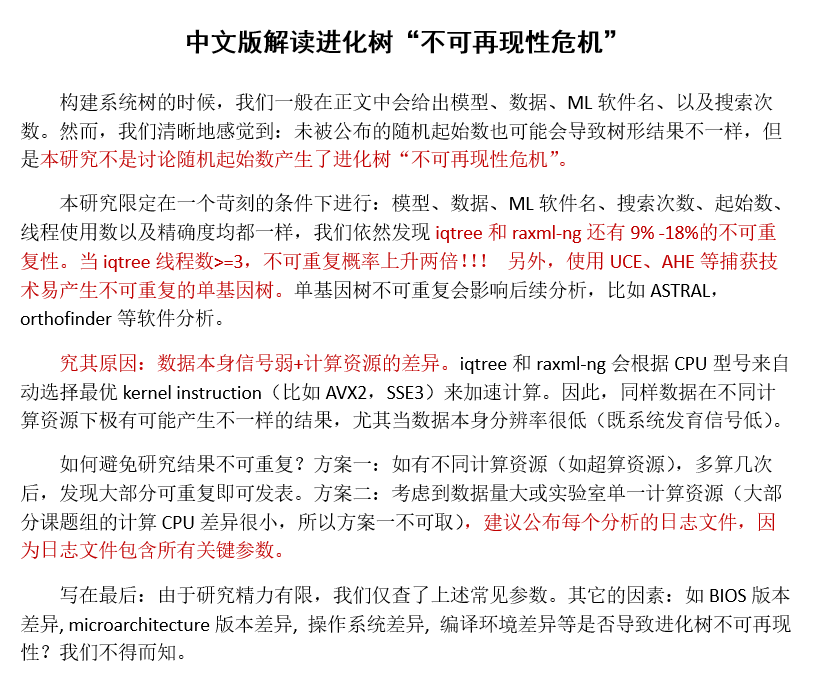 中文版解读进化树“不可再现性危机”
构建系统树的时候，我们一般在正文中会给出模型、数据、ML 软件名、以及搜索次
数。然而，我们清晰地感觉到：未被公布的随机起始数也可能会导致树形结果不一样，但
是本研究不是讨论随机起始数产生了进化树“不可再现性危机”。
本研究限定在一个苛刻的条件下进行：模型、数据、ML 软件名、搜索次数、起始数、
线程使用数以及精确度均都一样，我们依然发现 iqtree 和 raxml-ng 还有 9% -18%的不可重
复性。当 iqtree 线程数>=3，不可重复概率上升两倍！！！ 另外，使用 UCE、AHE 等捕获技
术易产生不可重复的单基因树。单基因树不可重复会影响后续分析，比如 ASTRAL，
orthofinder 等软件分析。
究其原因：数据本身信号弱+计算资源的差异。iqtree 和 raxml-ng 会根据 CPU 型号来自
动选择最优 kernel instruction（比如 AVX2，SSE3）来加速计算。因此，同样数据在不同计
算资源下极有可能产生不一样的结果，尤其当数据本身分辨率很低（既系统发育信号低）。
如何避免研究结果不可重复？方案一：如有不同计算资源（如超算资源），多算几次
后，发现大部分可重复即可发表。方案二：考虑到数据量大或实验室单一计算资源（大部
分课题组的计算 CPU 差异很小，所以方案一不可取），建议公布每个分析的日志文件，因
为日志文件包含所有关键参数。
写在最后：由于研究精力有限，我们仅查了上述常见参数。其它的因素：如 BIOS 版本
差异, microarchitecture 版本差异, 操作系统差异, 编译环境差异等是否导致进化树不可再现
性？我们不得而知。